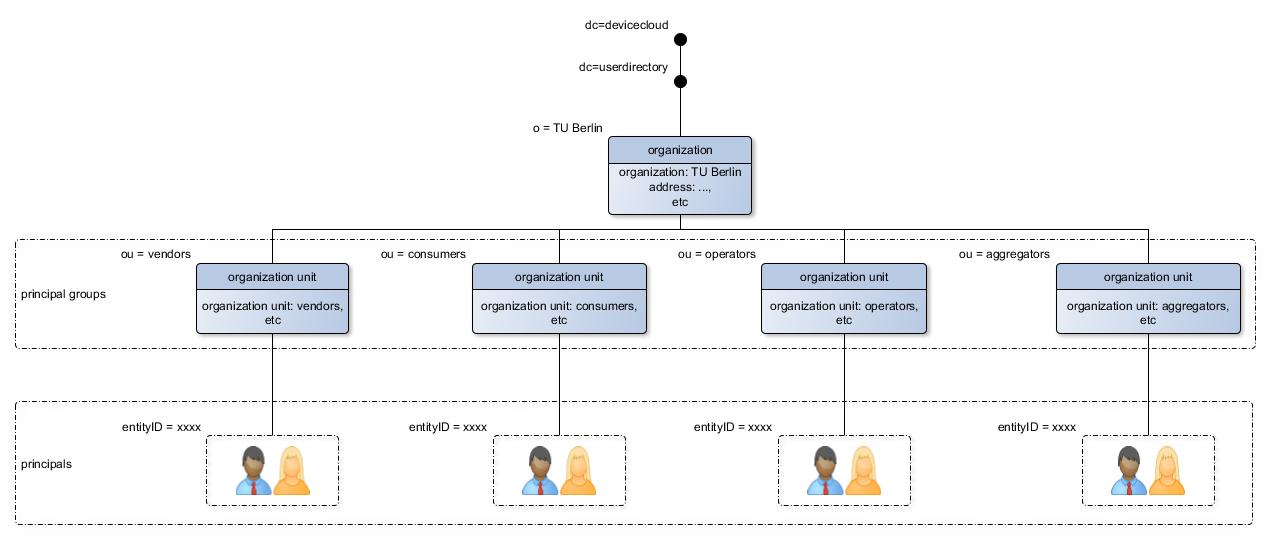 dc=devicecloud
dc=userdirectory
o = TU Berlin
organization
organization: TU Berlin
address: ...,
etc
ou = vendors
ou = consumers
ou = operators
ou = aggregators
principal groups
organization unit
organization unit: vendors,
etc
organization unit
organization unit: consumers,
etc
organization unit
organization unit: operators,
etc
organization unit
organization unit: aggregators,
etc
entityID = xxxx
entityID = xxxx
entityID = xxxx
entityID = xxxx
principals